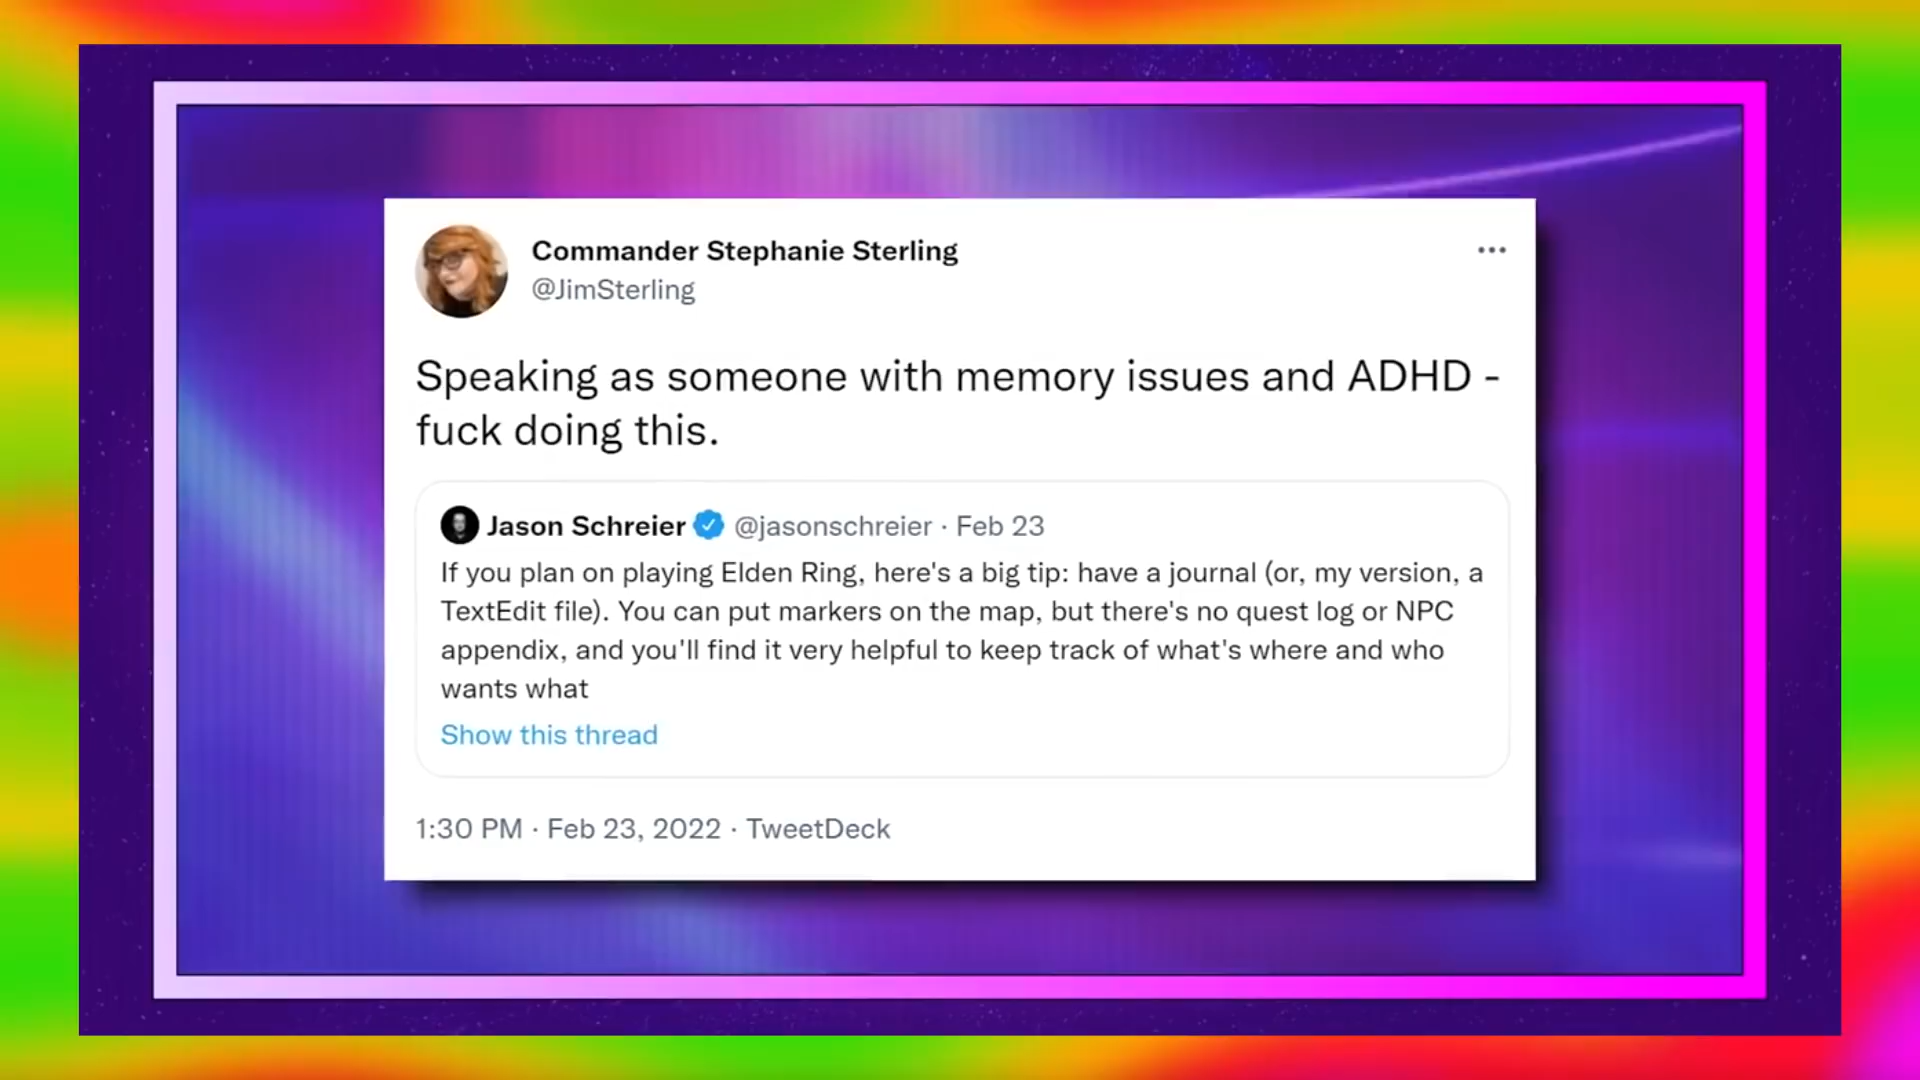 Commander Stephanie Sterling
@JimSterling
Speaking as someone with memory issues and ADHD -
fuck doing this.
Jason Schreier @jasonschreier · Feb 23
If you plan on playing Elden Ring, here's a big tip: have a journal (or, my version, a
TextEdit file). You can put markers on the map, but there's no quest log or NPC
appendix, and you'll find it very helpful to keep track of what's where and who
wants what
Show this thread
1:30 PM · Feb 23, 2022 · TweetDeck